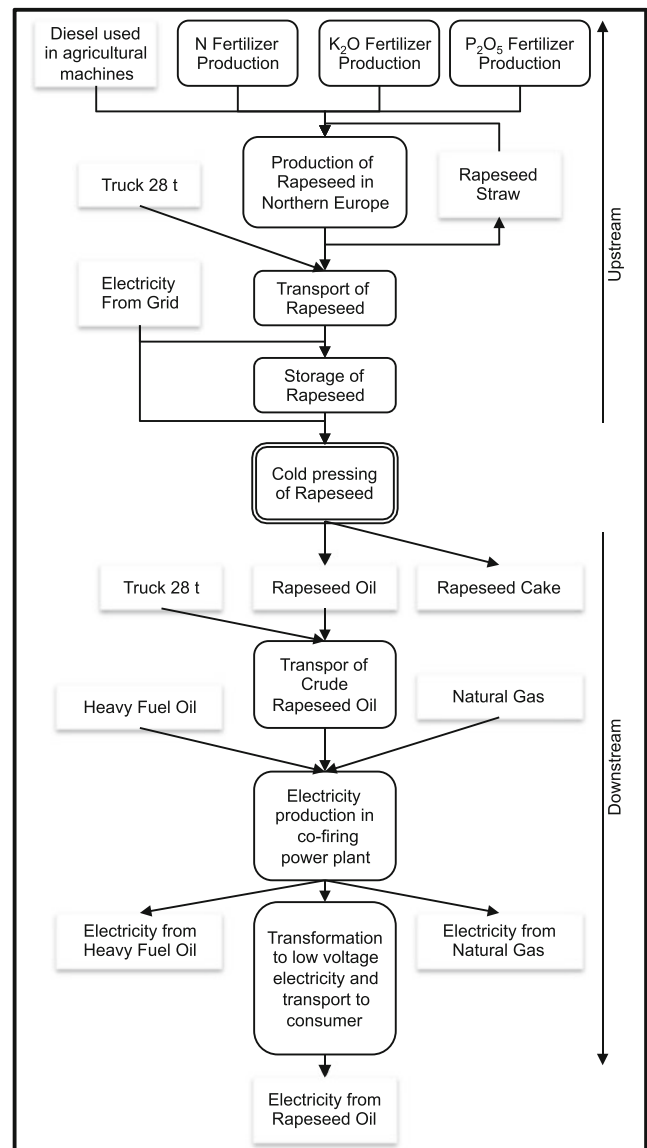 Diesel used
in agricultural
machines
N Fertilizer
Production
K₂O Fertilizer
Production
P₂O₅ Fertilizer
Production
Production of
Rapeseed in
Northern Europe
Rapeseed
Straw
Truck 28 t
Upstream
Electricity
From Grid
Transport of
Rapeseed
Storage of
Rapeseed
Cold pressing
of Rapeseed
Truck 28 t
Rapeseed Oil
Rapeseed Cake
Transpor of
Crude
Rapeseed Oil
Heavy Fuel Oil
Natural Gas
Downstream
Electricity
production in
co-firing
power plant
Electricity from
Heavy Fuel Oil
Transformation
to low voltage
electricity and
transport to
consumer
Electricity from
Natural Gas
Electricity from
Rapeseed Oil